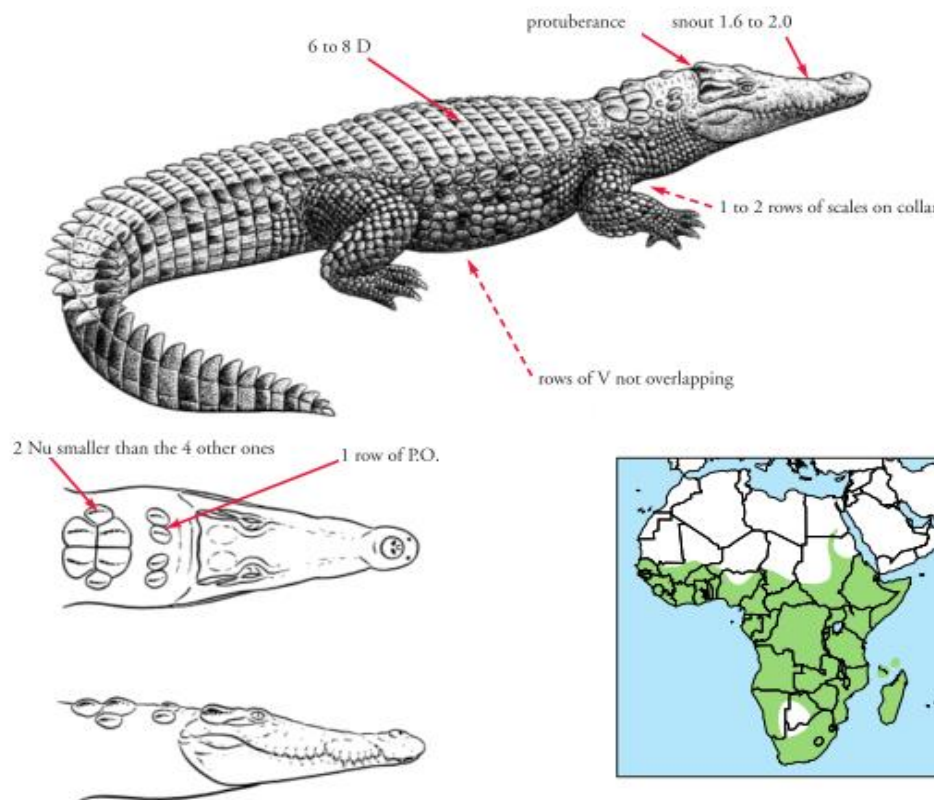 protuberance
snout 1.6 to 2.0
6 to 8 D
1 to 2 rows of scales on collar
rows of V not overlapping
2 Nu smaller than the 4 other ones
1 row of P.O.